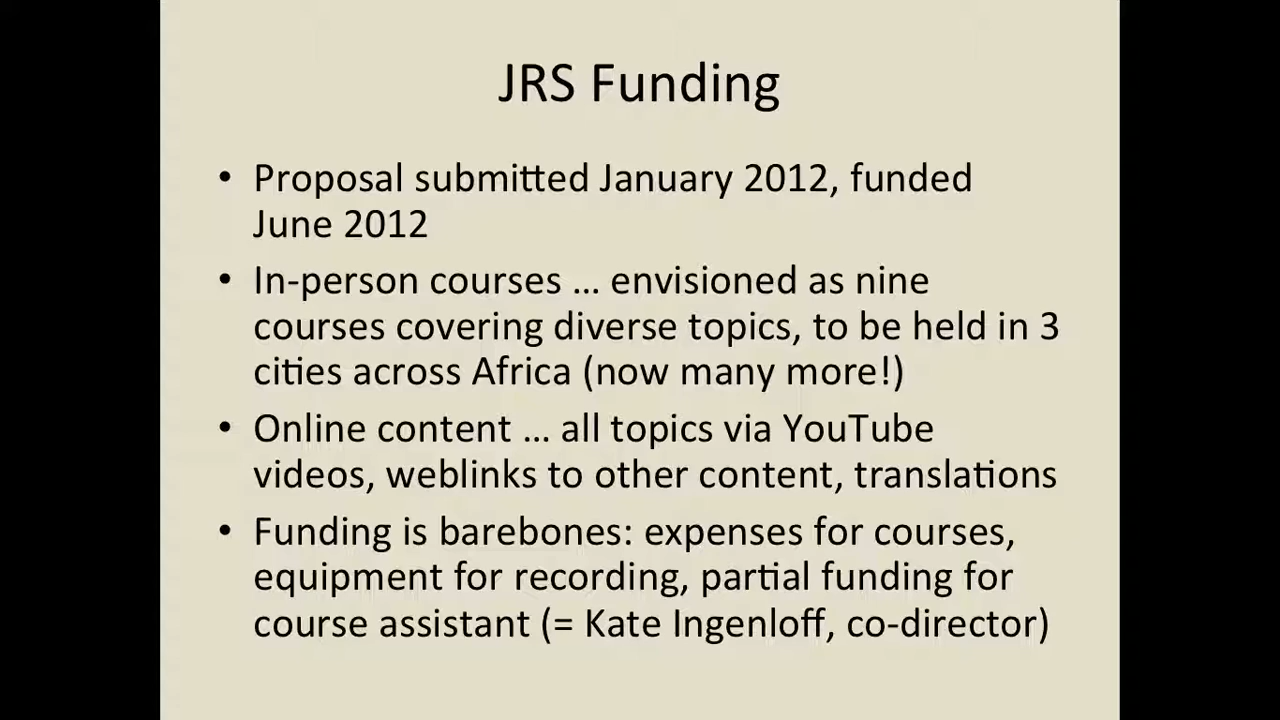 JRS Funding
• Proposal submitted January 2012, funded
June 2012
• In-person courses … envisioned as nine
courses covering diverse topics, to be held in 3
cities across Africa (now many more!)
• Online content … all topics via YouTube
videos, weblinks to other content, translations
• Funding is barebones: expenses for courses,
equipment for recording, partial funding for
course assistant (= Kate Ingenloff, co-director)